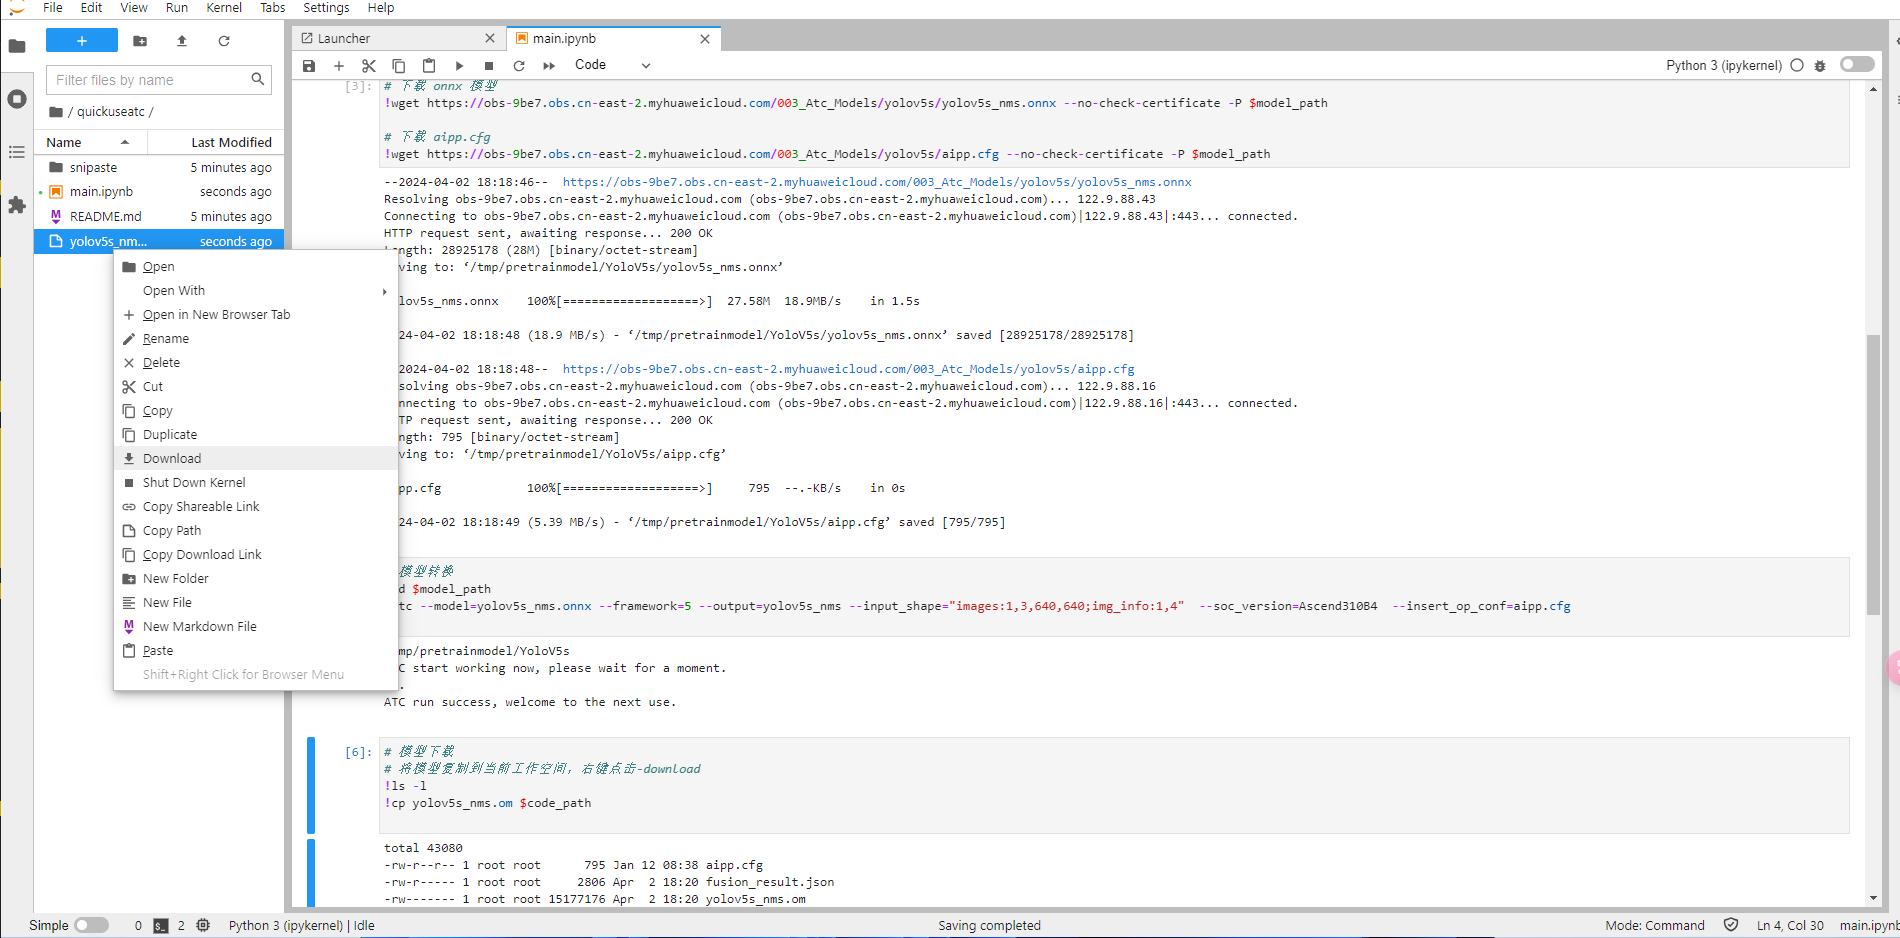 File Edit View Run Kernel Tabs Settings Help
+
Filter files by name
/ quickuseatc /
Name Last Modified
snipaste 5 minutes ago
main.ipynb seconds ago
README.md 5 minutes ago
yolov5s_nm... seconds ago
Open
Open With
Open in New Browser Tab
Rename
Delete
Cut
Copy
Duplicate
Download
Shut Down Kernel
Copy Shareable Link
Copy Path
Copy Download Link
New Folder
New File
New Markdown File
Paste
Shift+Right Click for Browser Menu
Launcher
main.ipynb
Code
Python 3 (ipykernel)
[3]:
# 下载 onnx 模型
!wget https://obs-9be7.obs.cn-east-2.myhuaweicloud.com/003_Atc_Models/yolov5s/yolov5s_nms.onnx --no-check-certificate -P $model_path
# 下载 aipp.cfg
!wget https://obs-9be7.obs.cn-east-2.myhuaweicloud.com/003_Atc_Models/yolov5s/aipp.cfg --no-check-certificate -P $model_path
--2024-04-02 18:18:46-- https://obs-9be7.obs.cn-east-2.myhuaweicloud.com/003_Atc_Models/yolov5s/yolov5s_nms.onnx
Resolving obs-9be7.obs.cn-east-2.myhuaweicloud.com (obs-9be7.obs.cn-east-2.myhuaweicloud.com)... 122.9.88.43
Connecting to obs-9be7.obs.cn-east-2.myhuaweicloud.com (obs-9be7.obs.cn-east-2.myhuaweicloud.com)|122.9.88.43|:443... connected.
HTTP request sent, awaiting response... 200 OK
Length: 28925178 (28M) [binary/octet-stream]
ving to: ‘/tmp/pretrainmodel/YoloV5s/yolov5s_nms.onnx’
lov5s_nms.onnx 100%[===================>] 27.58M 18.9MB/s in 1.5s
24-04-02 18:18:48 (18.9 MB/s) - ‘/tmp/pretrainmodel/YoloV5s/yolov5s_nms.onnx’ saved [28925178/28925178]
2024-04-02 18:18:48-- https://obs-9be7.obs.cn-east-2.myhuaweicloud.com/003_Atc_Models/yolov5s/aipp.cfg
solving obs-9be7.obs.cn-east-2.myhuaweicloud.com (obs-9be7.obs.cn-east-2.myhuaweicloud.com)... 122.9.88.16
nnecting to obs-9be7.obs.cn-east-2.myhuaweicloud.com (obs-9be7.obs.cn-east-2.myhuaweicloud.com)|122.9.88.16|:443... connected.
TP request sent, awaiting response... 200 OK
ngth: 795 [binary/octet-stream]
ving to: ‘/tmp/pretrainmodel/YoloV5s/aipp.cfg’
pp.cfg 100%[===================>] 795 --.-KB/s in 0s
24-04-02 18:18:49 (5.39 MB/s) - ‘/tmp/pretrainmodel/YoloV5s/aipp.cfg’ saved [795/795]
模型转换
d $model_path
tc --model=yolov5s_nms.onnx --framework=5 --output=yolov5s_nms --input_shape="images:1,3,640,640;img_info:1,4" --soc_version=Ascend310B4 --insert_op_conf=aipp.cfg
mp/pretrainmodel/YoloV5s
C start working now, please wait for a moment.
.
ATC run success, welcome to the next use.
[6]:
# 模型下载
# 将模型复制到当前工作空间，右键点击-download
!ls -l
!cp yolov5s_nms.om $code_path
total 43080
-rw-r--r-- 1 root root 795 Jan 12 08:38 aipp.cfg
-rw-r----- 1 root root 2806 Apr 2 18:20 fusion_result.json
-rw------- 1 root root 15177176 Apr 2 18:20 yolov5s_nms.om
Simple 0 2 Python 3 (ipykernel) | Idle Saving completed Mode: Command Ln 4, Col 30 main.ipynb